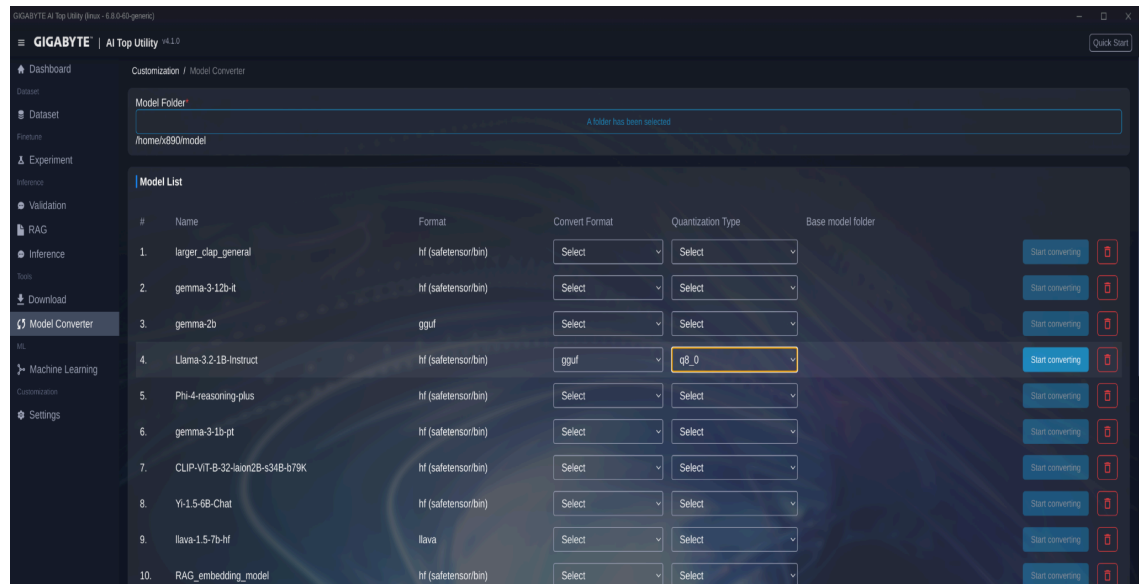 GIGABYTE AI Top Utility (linux - 6.8.0-60-generic)
GIGABYTE™ | AI Top Utility v4.1.0 Quick Start
Dashboard
Dataset
Dataset
Finetune
Experiment
Inference
Validation
RAG
Inference
Tools
Download
Model Converter
ML
Machine Learning
Customization
Settings
Customization / Model Converter
Model Folder*
A folder has been selected
/home/x890/model
Model List
# Name Format Convert Format Quantization Type Base model folder
1. larger_clap_general hf (safetensor/bin) Select Select Start converting
2. gemma-3-12b-it hf (safetensor/bin) Select Select Start converting
3. gemma-2b gguf Select Select Start converting
4. Llama-3.2-1B-Instruct hf (safetensor/bin) gguf q8_0 Start converting
5. Phi-4-reasoning-plus hf (safetensor/bin) Select Select Start converting
6. gemma-3-1b-pt hf (safetensor/bin) Select Select Start converting
7. CLIP-ViT-B-32-laion2B-s34B-b79K hf (safetensor/bin) Select Select Start converting
8. Yi-1.5-6B-Chat hf (safetensor/bin) Select Select Start converting
9. llava-1.5-7b-hf llava Select Select Start converting
10. RAG_embedding_model hf (safetensor/bin) Select Select Start converting